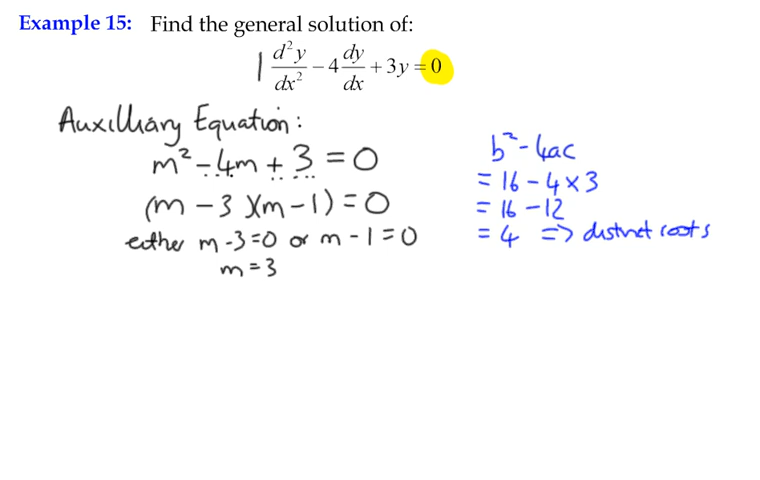 Example 15: Find the general solution of:
| d²y/dx² − 4 dy/dx + 3y = 0
Auxilliary Equation:
m² − 4m + 3 = 0
(m − 3)(m − 1) = 0
either m − 3 = 0 or m − 1 = 0
m = 3
b² − 4ac
= 16 − 4 × 3
= 16 − 12
= 4 ⇒ distinct roots